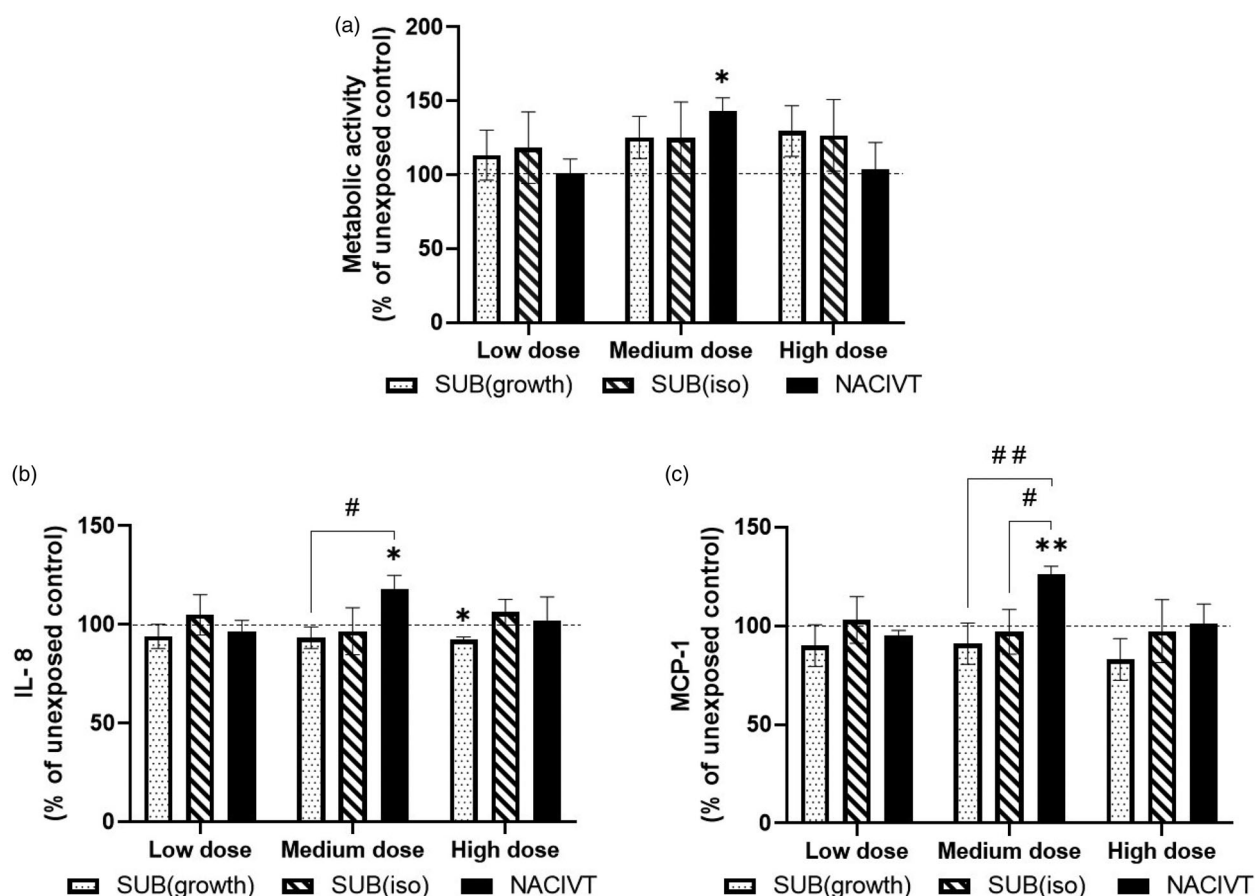 (a)
Metabolic activity
(% of unexposed control)
200
150
100
50
0
*
Low dose Medium dose High dose
SUB(growth) SUB(iso) NACIVT
(b)
IL- 8
(% of unexposed control)
150
100
50
0
#
*
*
Low dose Medium dose High dose
SUB(growth) SUB(iso) NACIVT
(c)
MCP-1
(% of unexposed control)
150
100
50
0
# #
#
**
Low dose Medium dose High dose
SUB(growth) SUB(iso) NACIVT